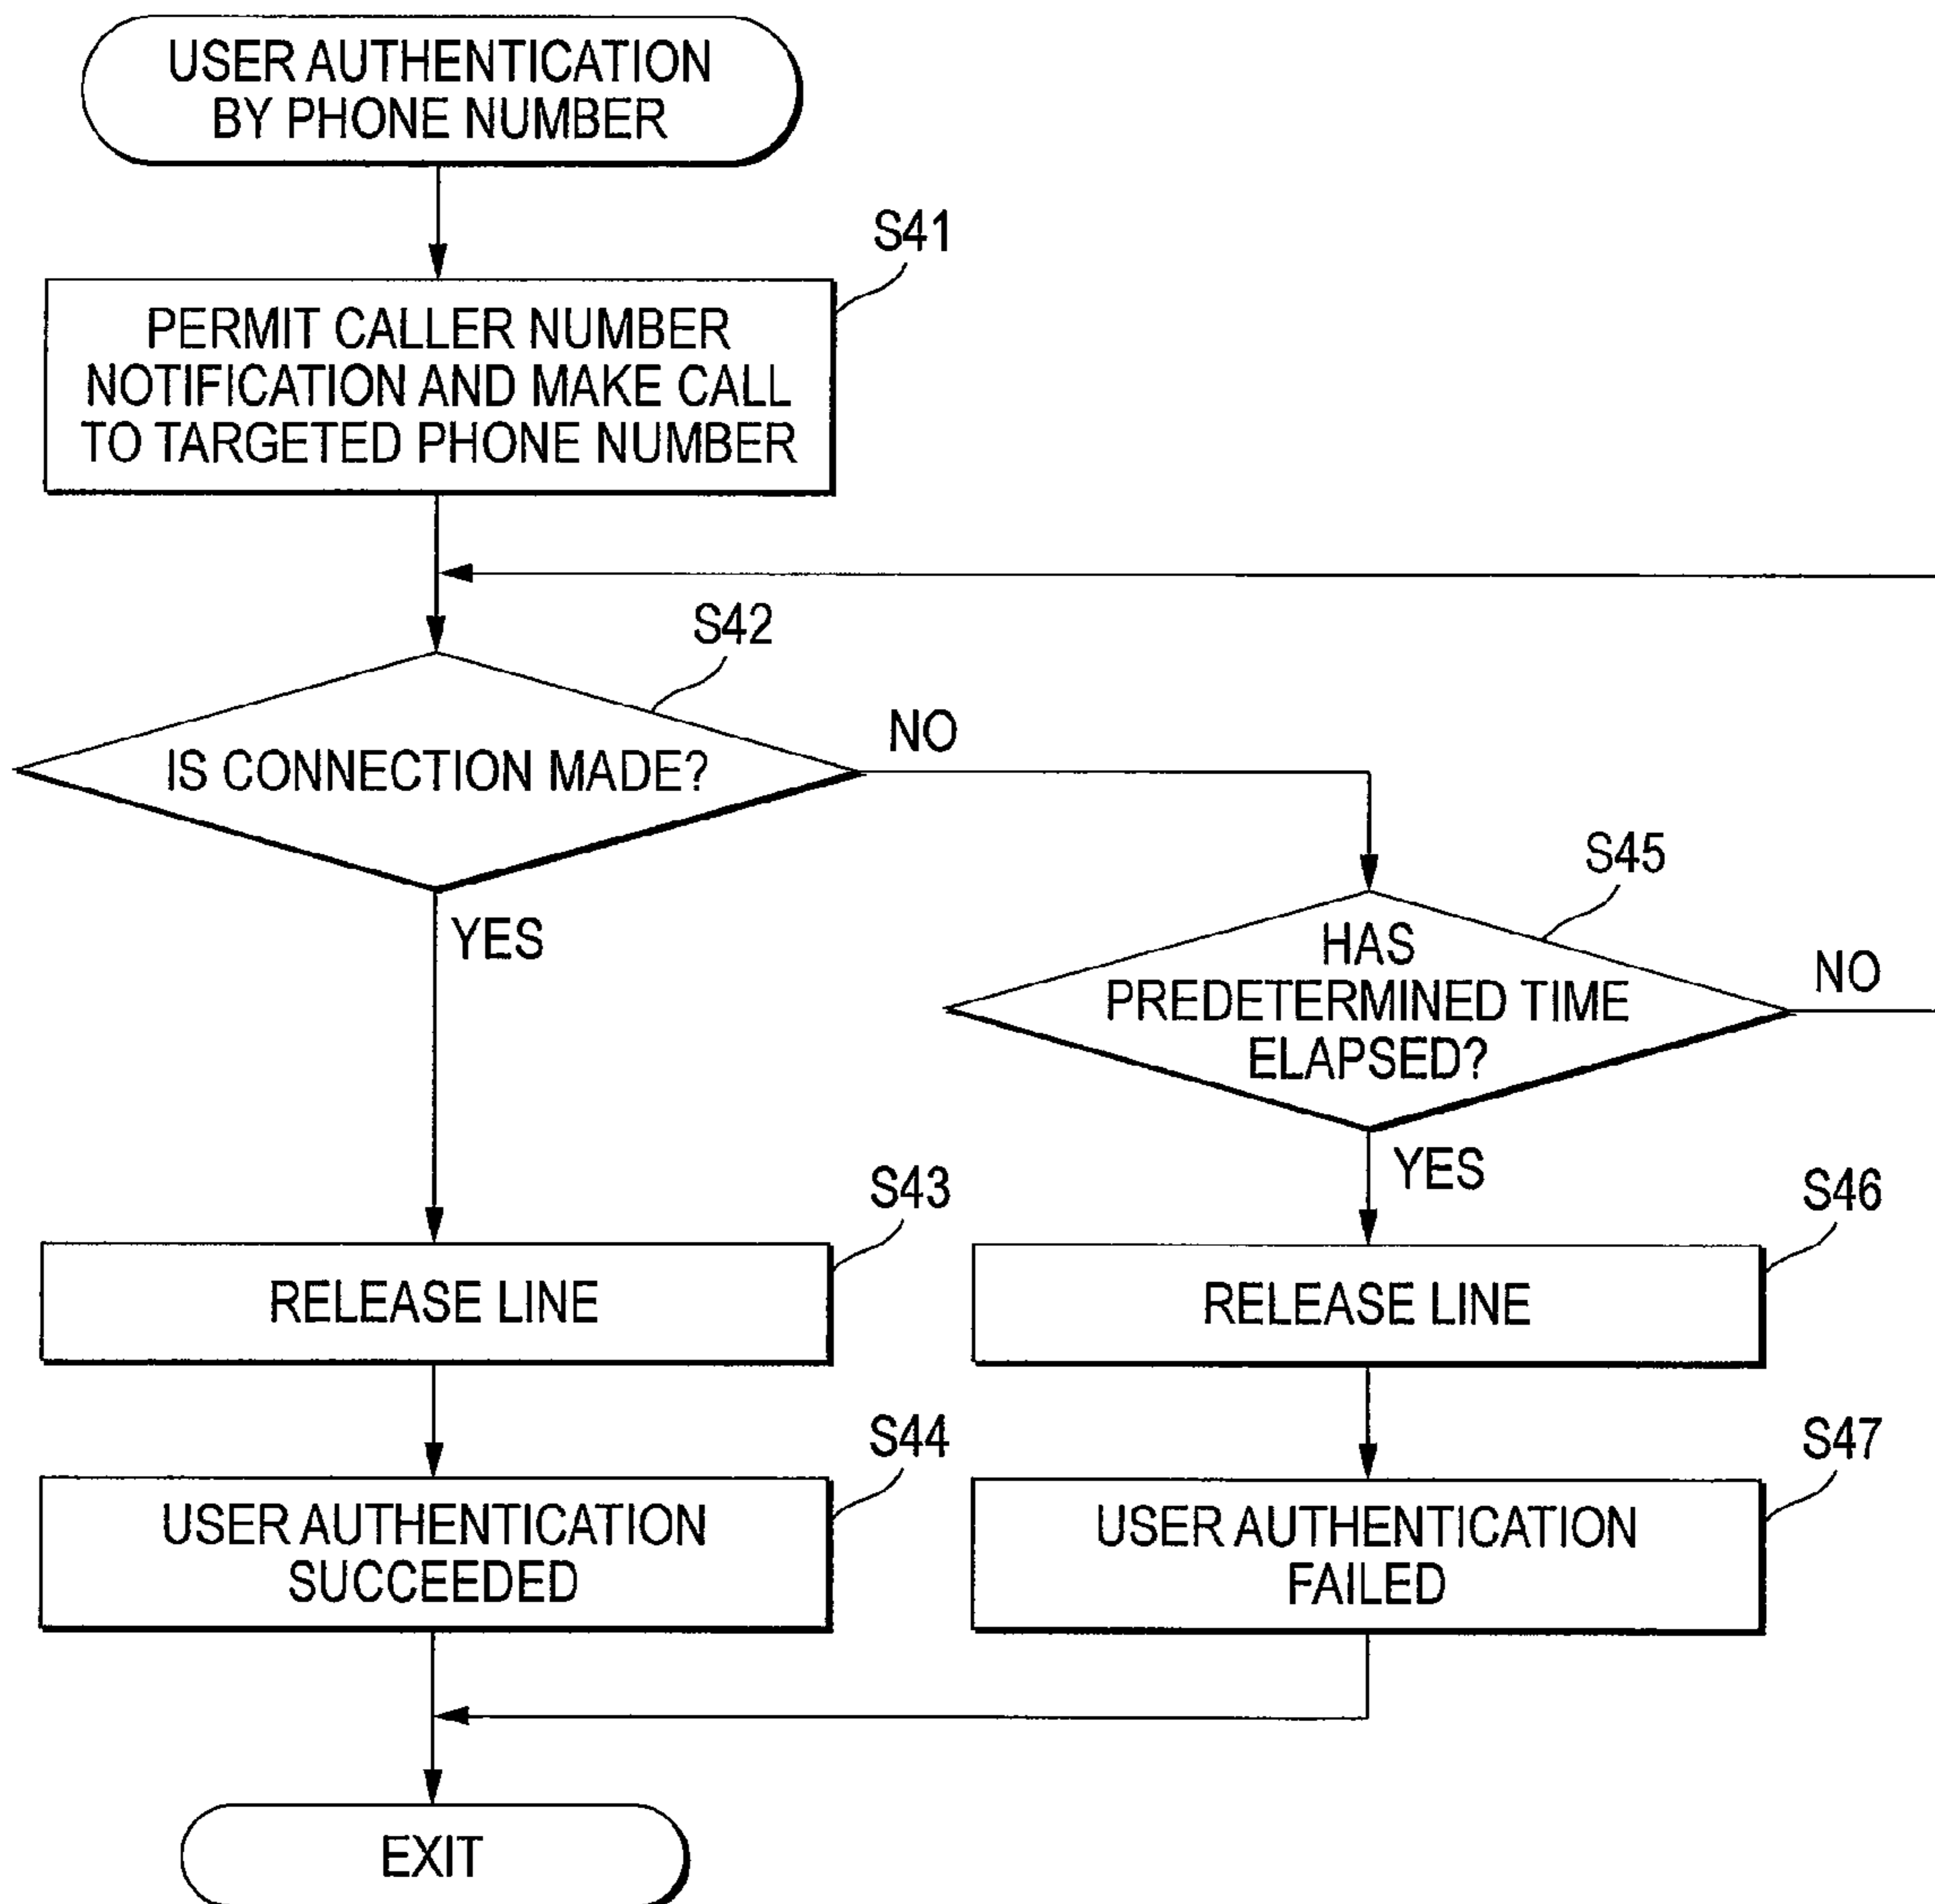 USER AUTHENTICATION
BY PHONE NUMBER
S41
PERMIT CALLER NUMBER
NOTIFICATION AND MAKE CALL
TO TARGETED PHONE NUMBER
S42
IS CONNECTION MADE?
NO
YES
S45
HAS
PREDETERMINED TIME
ELAPSED?
NO
YES
S43
RELEASE LINE
S46
RELEASE LINE
S44
USER AUTHENTICATION
SUCCEEDED
S47
USER AUTHENTICATION
FAILED
EXIT